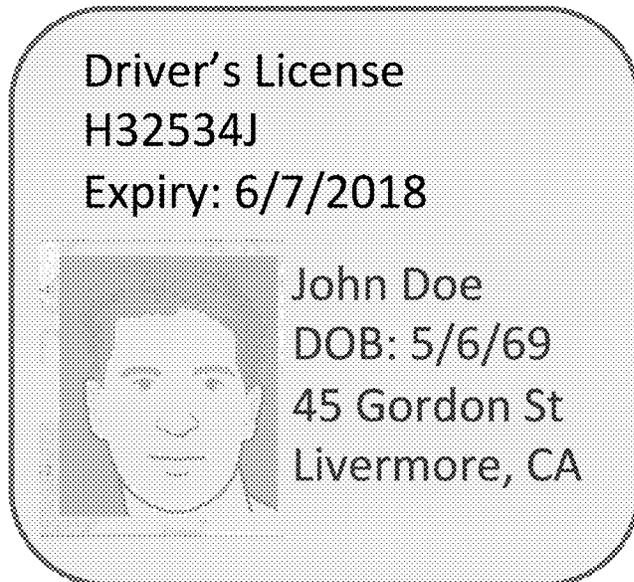 Driver's License
H32534J
Expiry: 6/7/2018
John Doe
DOB: 5/6/69
45 Gordon St
Livermore, CA